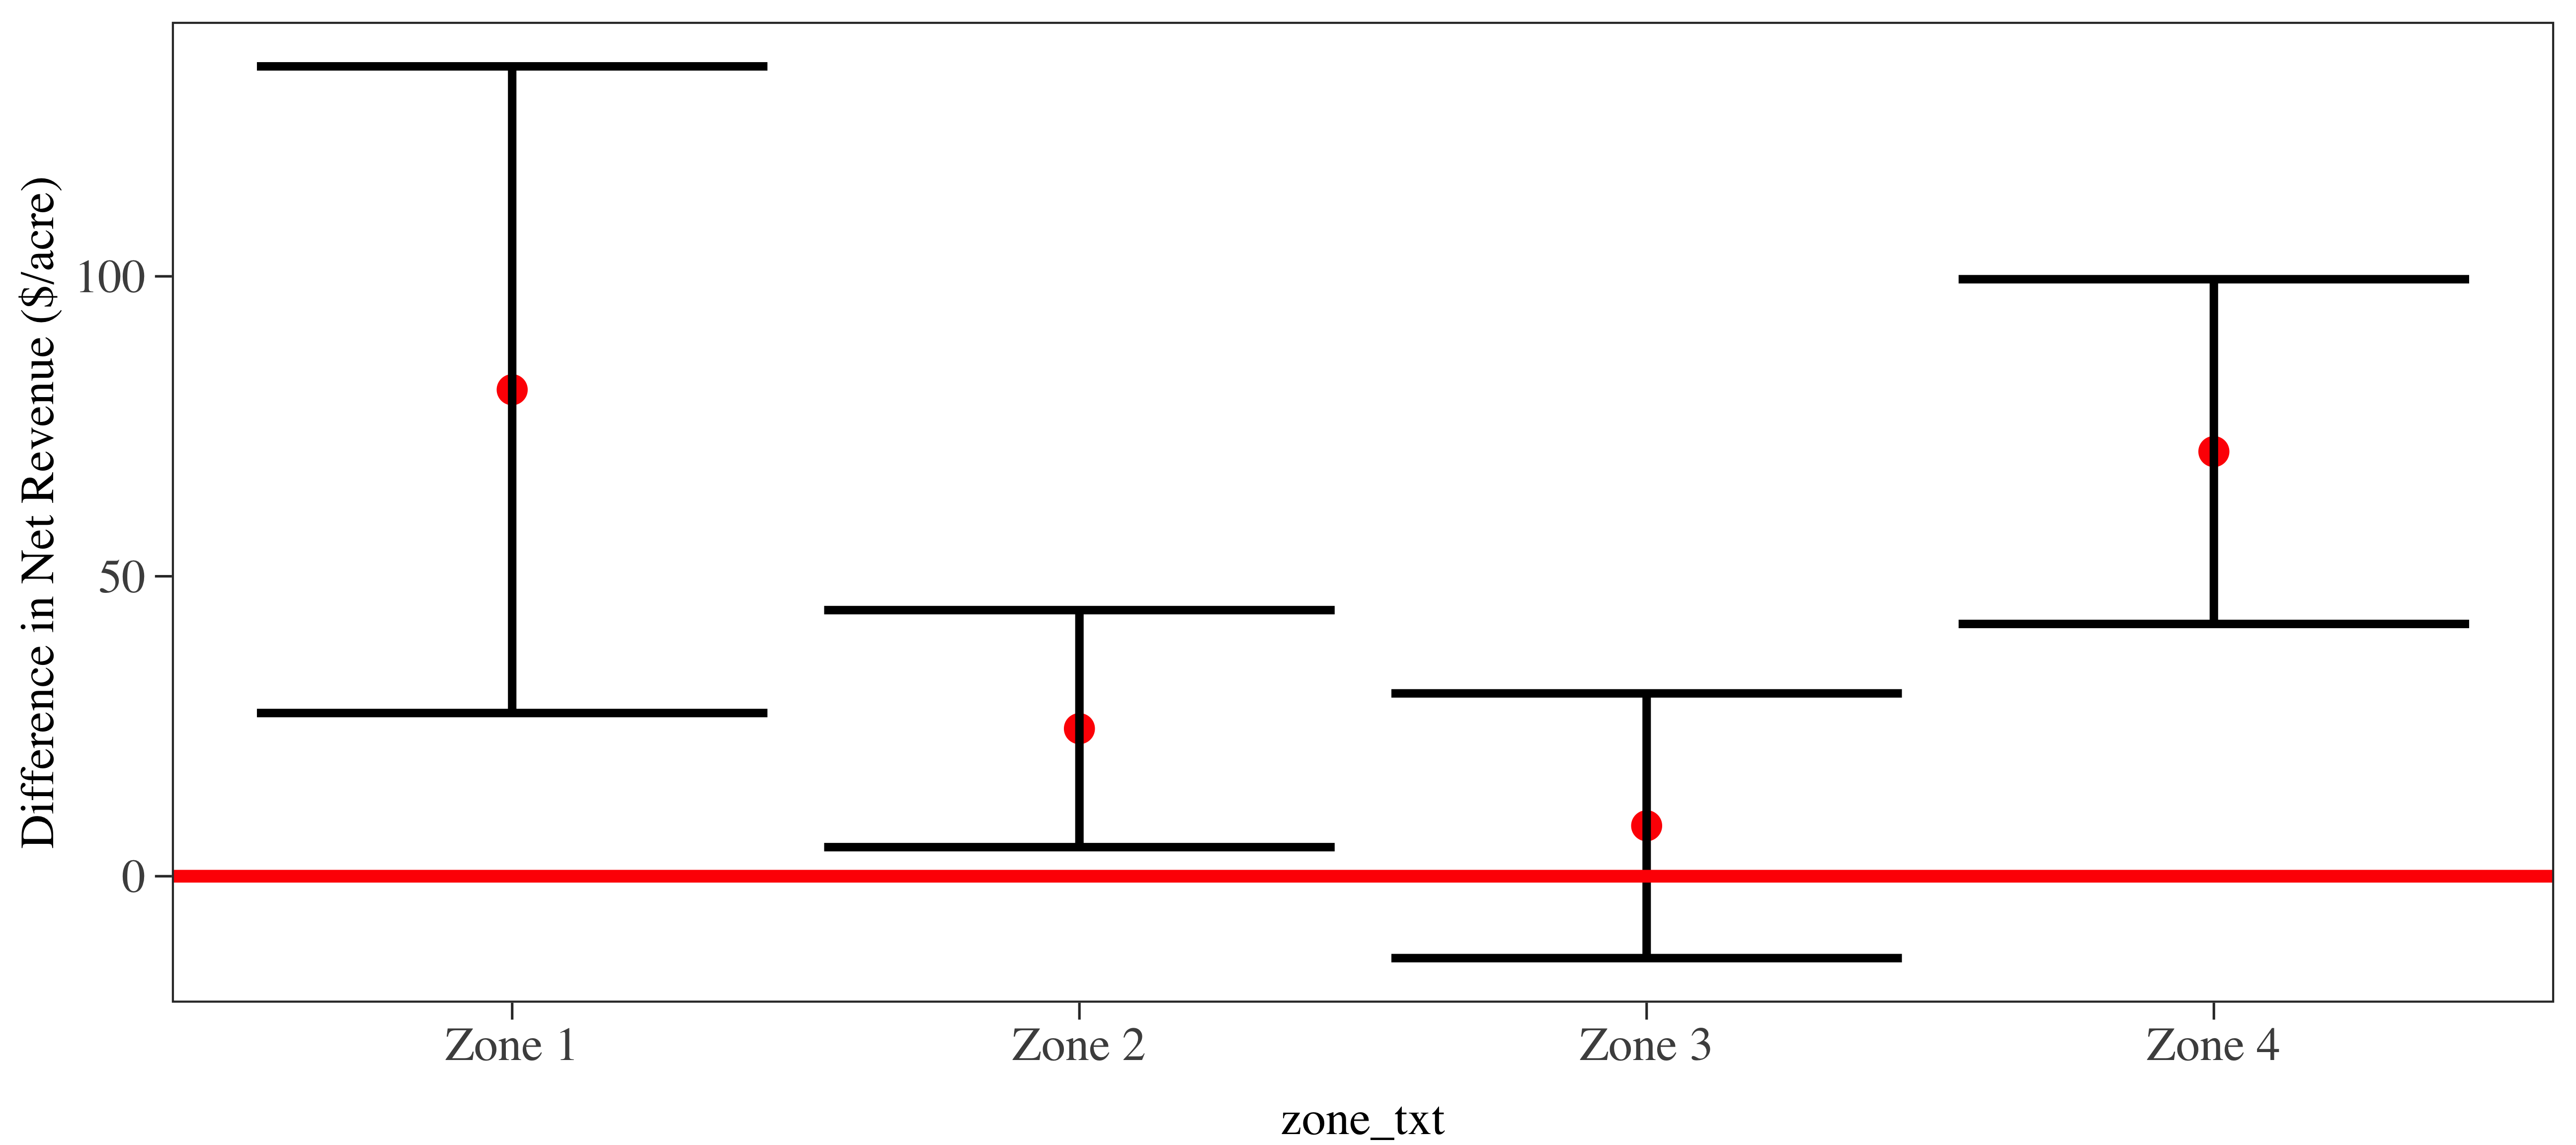 Difference in Net Revenue ($/acre)
100
50
0
Zone 1
Zone 2
Zone 3
Zone 4
zone_txt